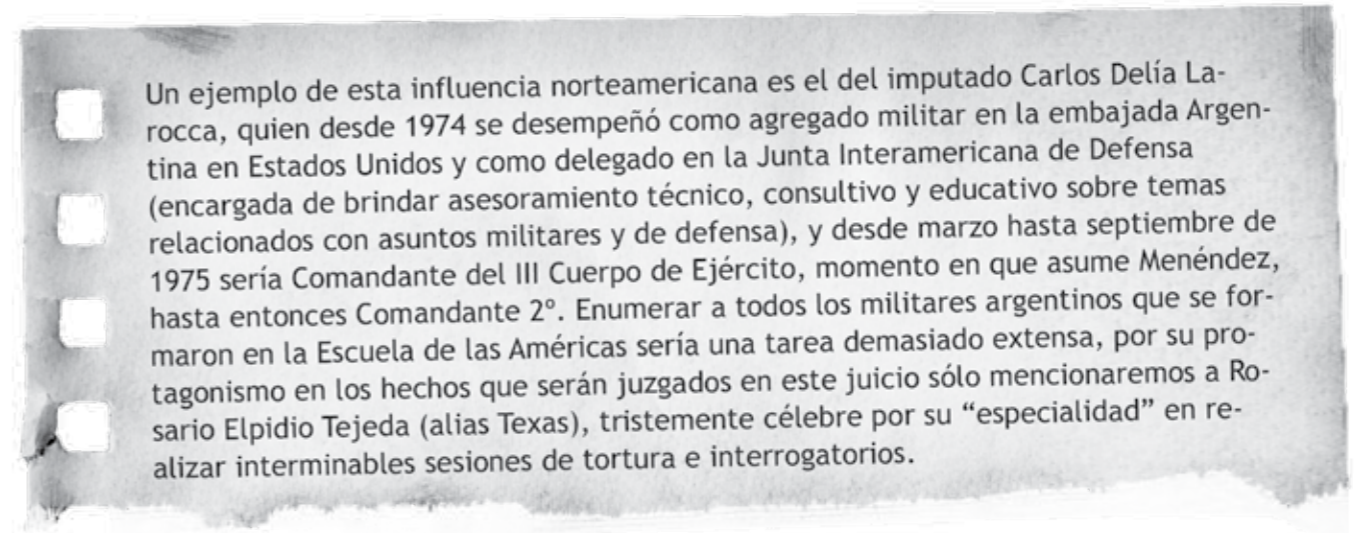 Un ejemplo de esta influencia norteamericana es el del imputado Carlos Delía La-
rocca, quien desde 1974 se desempeñó como agregado militar en la embajada Argen-
tina en Estados Unidos y como delegado en la Junta Interamericana de Defensa
(encargada de brindar asesoramiento técnico, consultivo y educativo sobre temas
relacionados con asuntos militares y de defensa), y desde marzo hasta septiembre de
1975 sería Comandante del III Cuerpo de Ejército, momento en que asume Menéndez,
hasta entonces Comandante 2º. Enumerar a todos los militares argentinos que se for-
maron en la Escuela de las Américas sería una tarea demasiado extensa, por su pro-
tagonismo en los hechos que serán juzgados en este juicio sólo mencionaremos a Ro-
sario Elpidio Tejeda (alias Texas), tristemente célebre por su “especialidad” en re-
alizar interminables sesiones de tortura e interrogatorios.